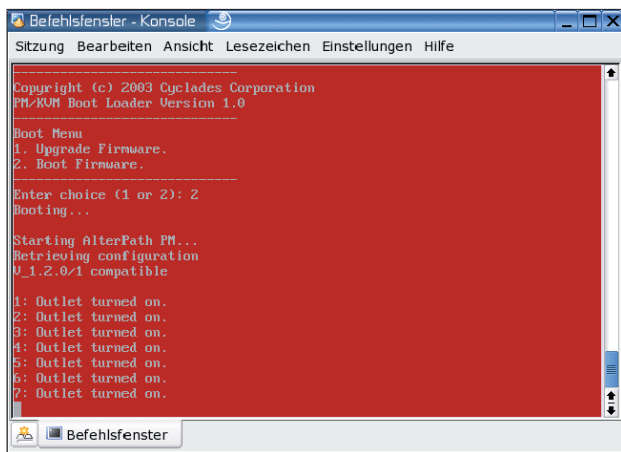 Befehlsfenster - Konsole
Sitzung Bearbeiten Ansicht Lesezeichen Einstellungen Hilfe
-----------------------------
Copyright (c) 2003 Cyclades Corporation
PM/KVM Boot Loader Version 1.0
-----------------------------
Boot Menu
1. Upgrade Firmware.
2. Boot Firmware.
-----------------------------
Enter choice (1 or 2): 2
Booting...
Starting AlterPath PM...
Retrieving configuration
V_1.2.0/1 compatible
1: Outlet turned on.
2: Outlet turned on.
3: Outlet turned on.
4: Outlet turned on.
5: Outlet turned on.
6: Outlet turned on.
7: Outlet turned on.
Befehlsfenster